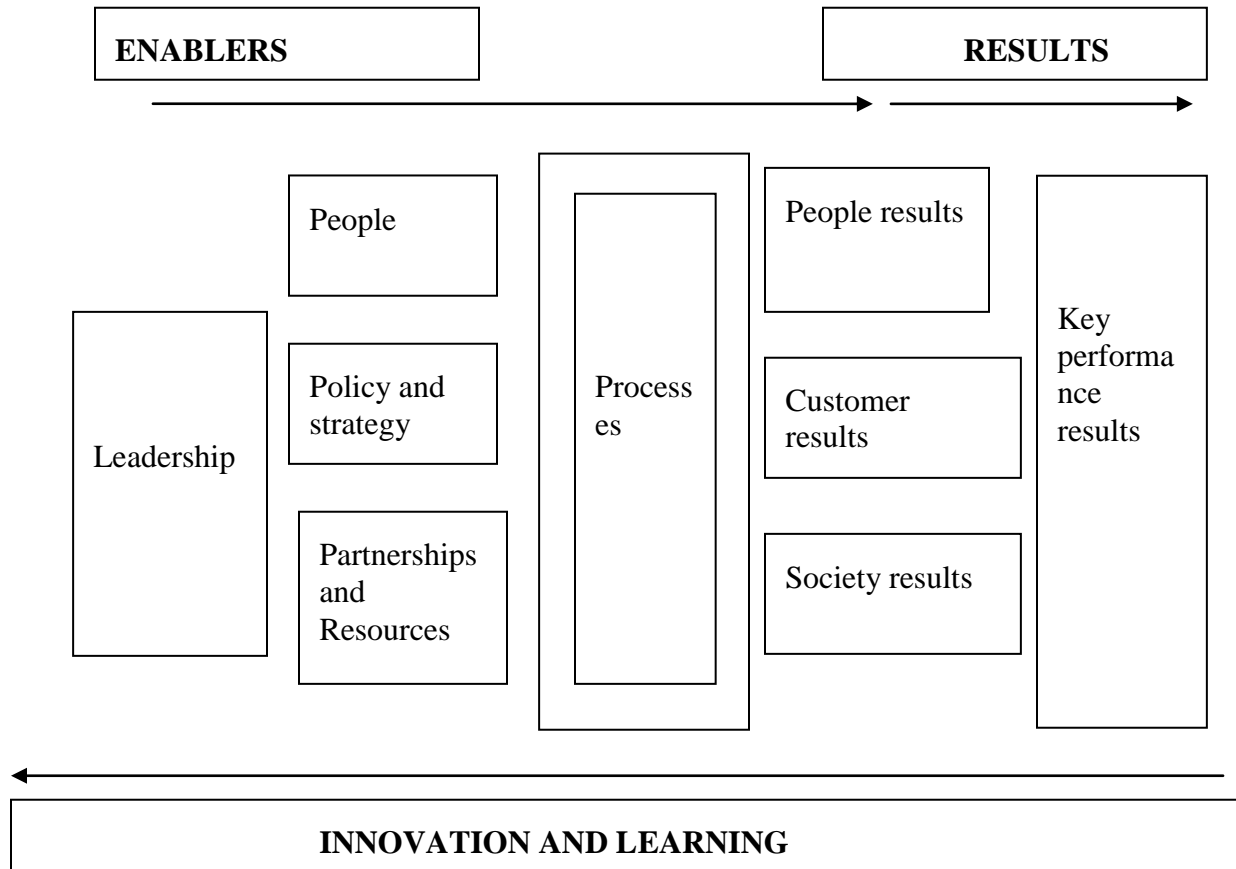 ENABLERS
RESULTS
People
People results
Key
performa
nce
results
Policy and
strategy
Process
es
Customer
results
Leadership
Partnerships
and
Resources
Society results
INNOVATION AND LEARNING